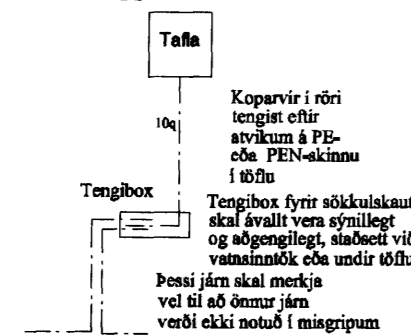 Tafla
Koparvír í röri
tengist eftir
atvikum á PE-
eða PEN-skinnu
í töflu
10q
Tengibox
Tengibox fyrir sökkulskaut
skal ávallt vera sýnillegt
og aðgengilegt, staðsett við
vatnsinntök eða undir töflu
Þessi járn skal merkja
vel til að önnur járn
verði ekki notuð í misgripum